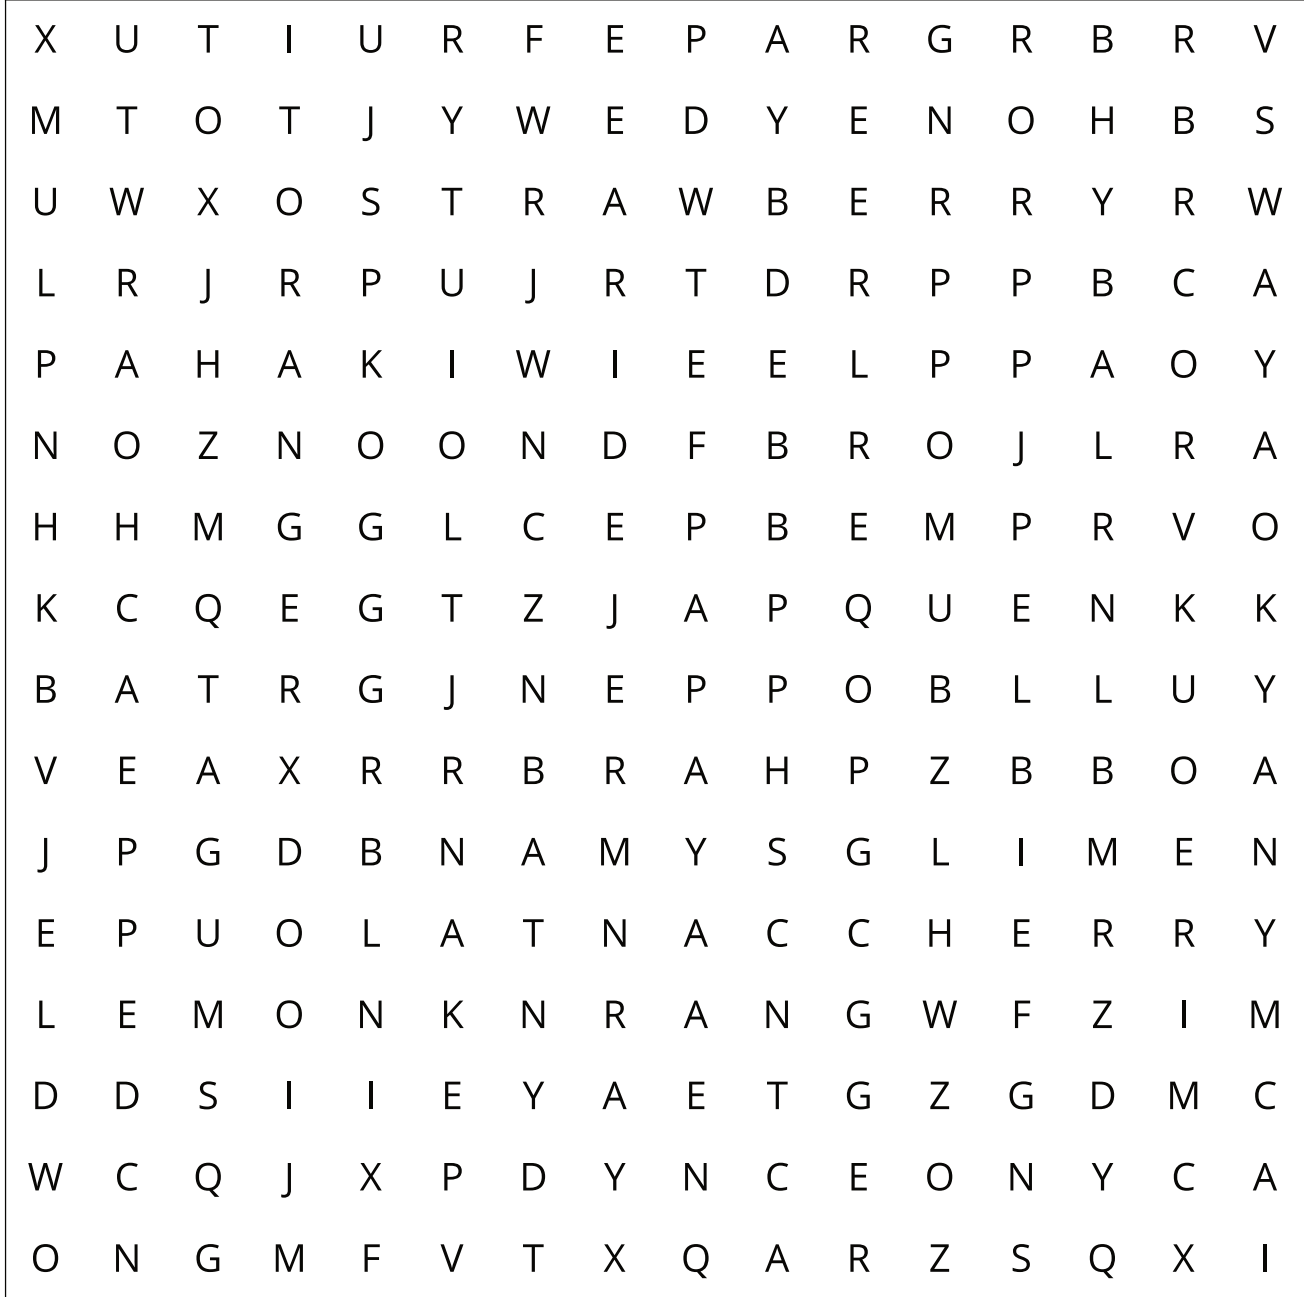 X U T I U R F E P A R G R B R V
M T O T J Y W E D Y E N O H B S
U W X O S T R A W B E R R Y R W
L R J R P U J R T D R P P B C A
P A H A K I W I E E L P P A O Y
N O Z N O O N D F B R O J L R A
H H M G G L C E P B E M P R V O
K C Q E G T Z J A P Q U E N K K
B A T R G J N E P P O B L L U Y
V E A X R R B R A H P Z B B O A
J P G D B N A M Y S G L I M E N
E P U O L A T N A C C H E R R Y
L E M O N K N R A N G W F Z I M
D D S I I E Y A E T G Z G D M C
W C Q J X P D Y N C E O N Y C A
O N G M F V T X Q A R Z S Q X I